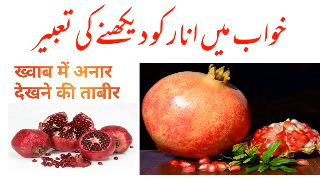 خواب میں انار کو دیکھنے کی تعبیر
ख्वाब में अनार
देखने की ताबीर